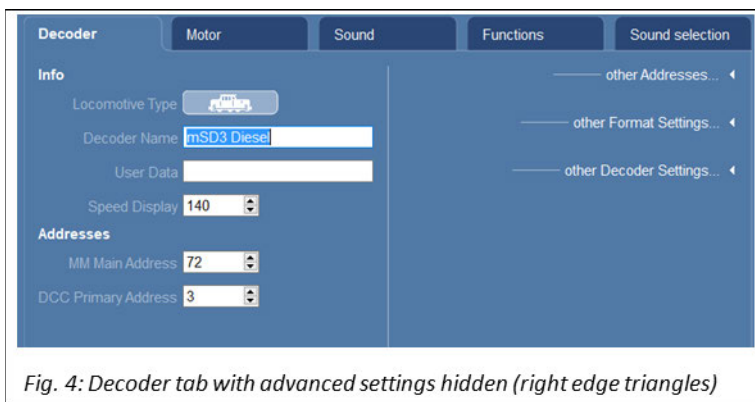 Decoder Motor Sound Functions Sound selection
Info
Locomotive Type
Decoder Name mSD3 Diesel
User Data
Speed Display 140
Addresses
MM Main Address 72
DCC Primary Address 3
other Addresses...
other Format Settings...
other Decoder Settings...
Fig. 4: Decoder tab with advanced settings hidden (right edge triangles)